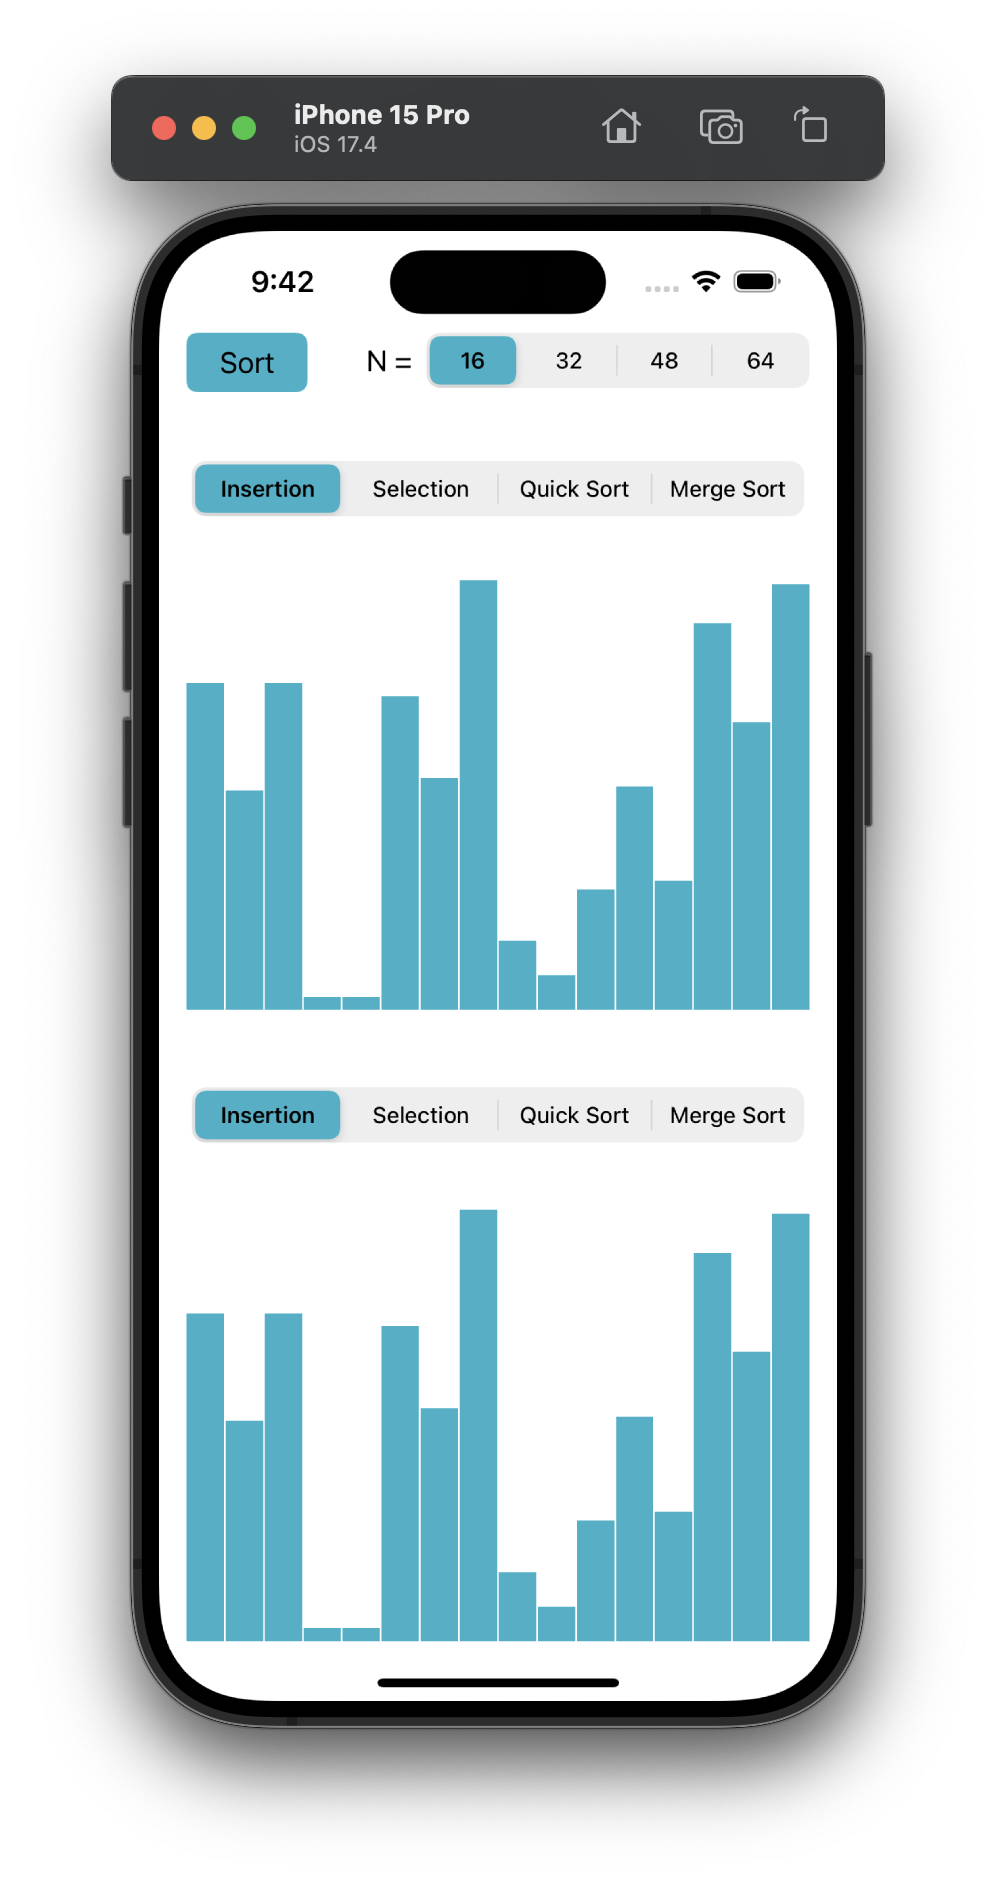 iPhone 15 Pro
iOS 17.4
9:42
Sort N = 16 32 48 64
Insertion Selection Quick Sort Merge Sort
Insertion Selection Quick Sort Merge Sort